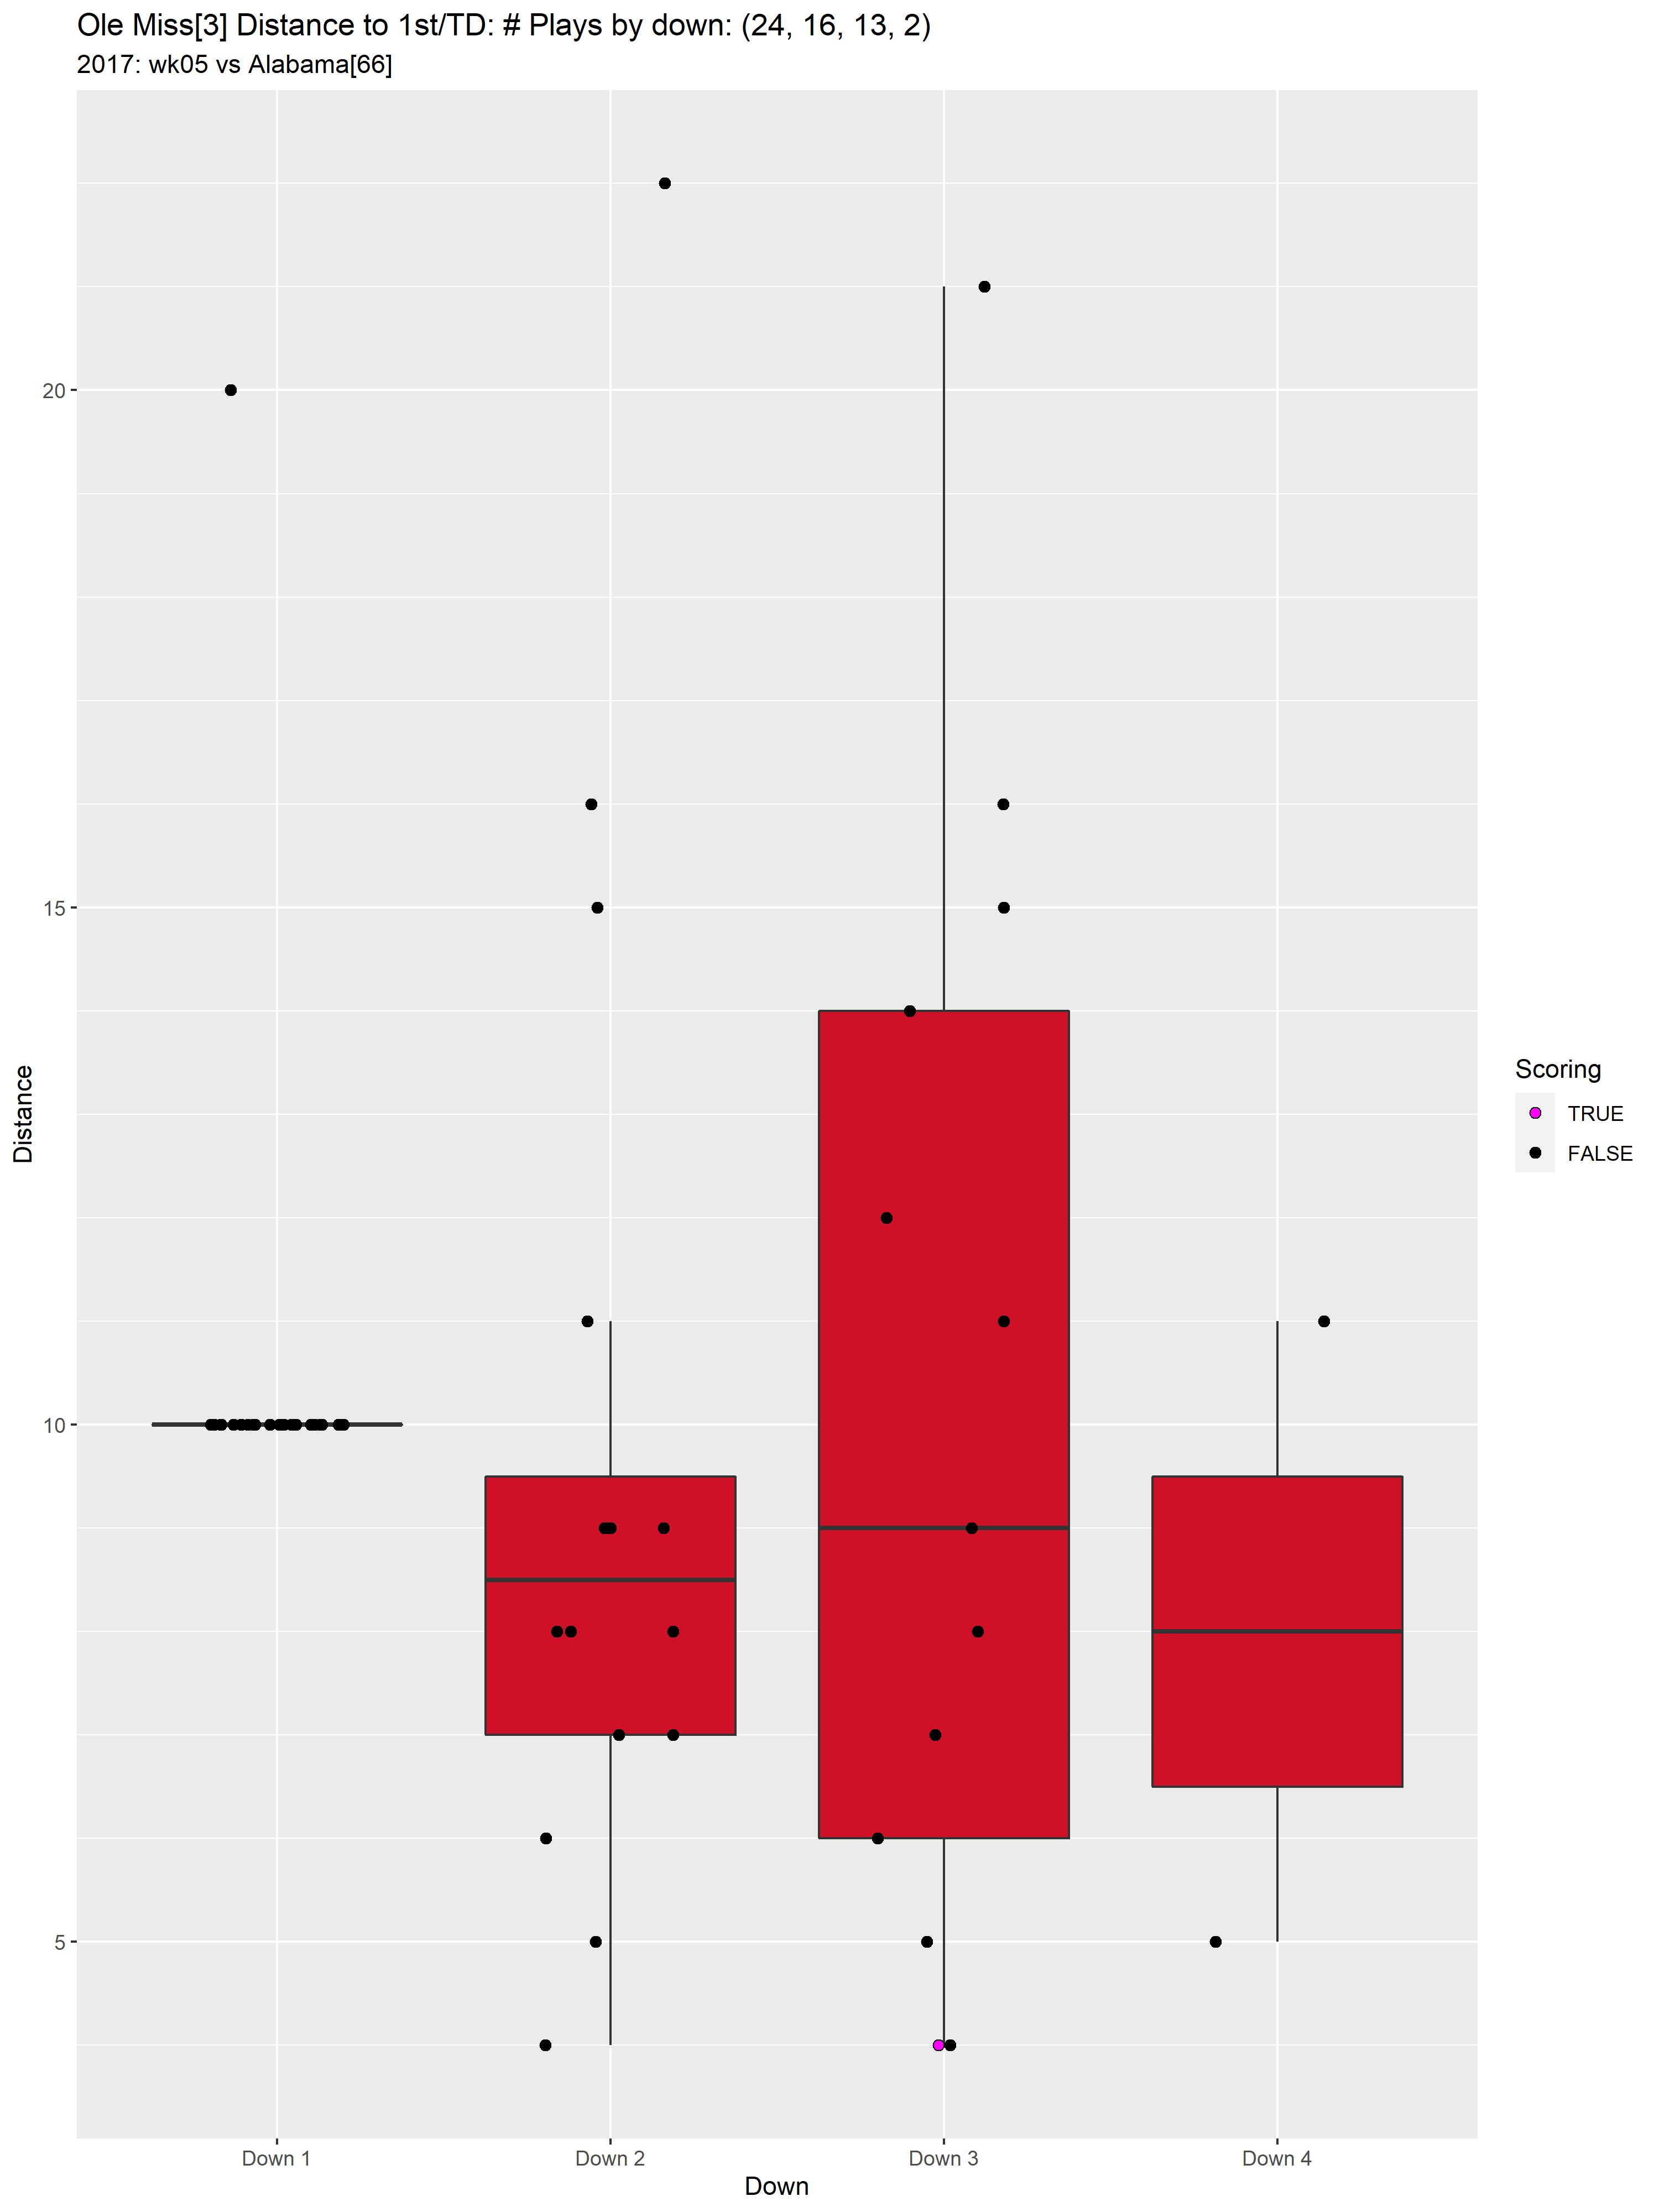 Ole Miss[3] Distance to 1st/TD: # Plays by down: (24, 16, 13, 2)
2017: wk05 vs Alabama[66]
20
15
10
5
Distance
Down 1
Down 2
Down 3
Down 4
Down
Scoring
TRUE
FALSE